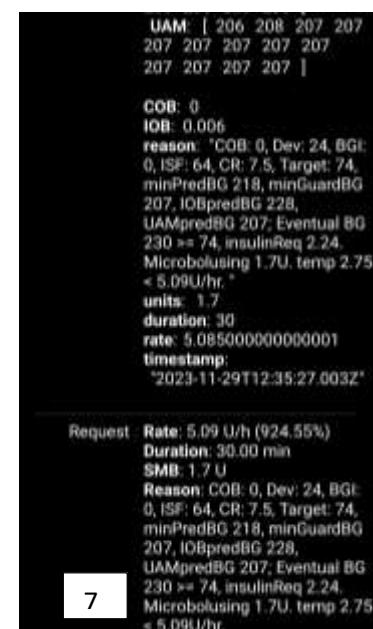 UAM: [ 206 208 207 207
207 207 207 207 207
207 207 207 207 ]
COB: 0
IOB: 0.006
reason: "COB: 0, Dev: 24, BGI:
0, ISF: 64, CR: 7.5, Target: 74,
minPredBG 218, minGuardBG
207, IOBpredBG 228,
UAMpredBG 207; Eventual BG
230 >= 74, insulinReq 2.24.
Microbolusing 1.7U. temp 2.75
< 5.09U/hr. "
units: 1.7
duration: 30
rate: 5.085000000000001
timestamp:
"2023-11-29T12:35:27.003Z"
Request Rate: 5.09 U/h (924.55%)
Duration: 30.00 min
SMB: 1.7 U
Reason: COB: 0, Dev: 24, BGI:
0, ISF: 64, CR: 7.5, Target: 74,
minPredBG 218, minGuardBG
207, IOBpredBG 228,
UAMpredBG 207; Eventual BG
230 >= 74, insulinReq 2.24.
Microbolusing 1.7U. temp 2.75
< 5.09U/hr.
7